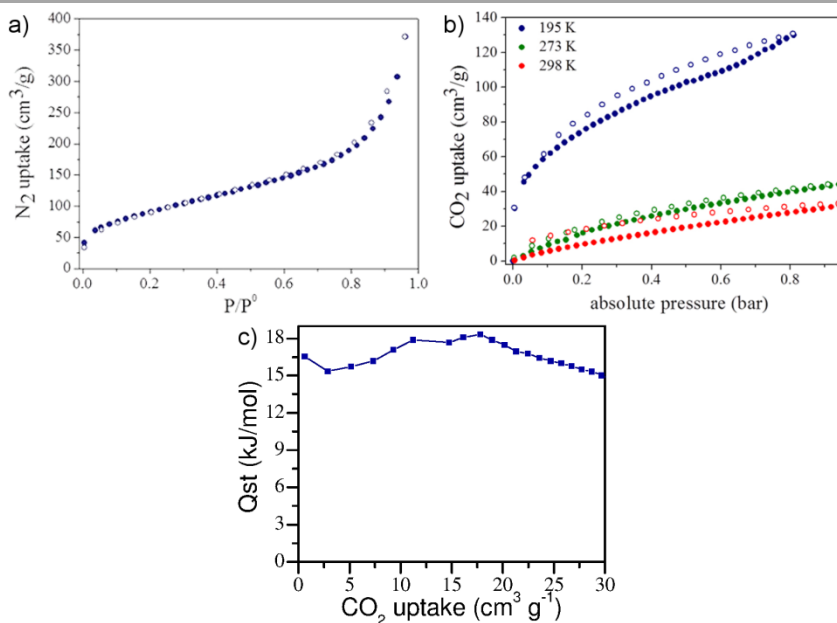 a)
400
350
300
250
200
150
100
50
0
N₂ uptake (cm³/g)
0.0 0.2 0.4 0.6 0.8 1.0
P/P⁰
b)
195 K
273 K
298 K
140
120
100
80
60
40
20
0
CO₂ uptake (cm³/g)
0.0 0.2 0.4 0.6 0.8
absolute pressure (bar)
c)
18
15
12
9
6
3
0
Qst (kJ/mol)
0 5 10 15 20 25 30
CO₂ uptake (cm³ g⁻¹)